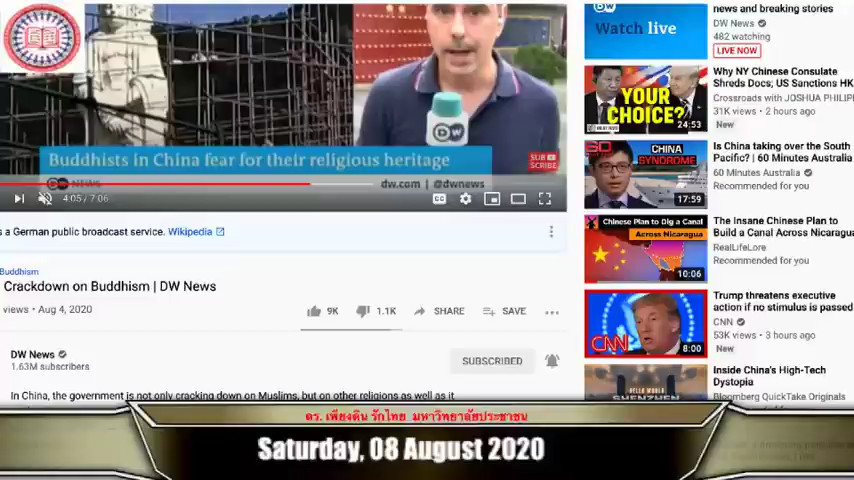 Buddhists in China fear for their religious heritage
SUB
SCRIBE
DW NEWS
dw.com | @dwnews
DW
4:05 / 7:06
s a German public broadcast service. Wikipedia
Buddhism
Crackdown on Buddhism | DW News
views • Aug 4, 2020
9K
1.1K
SHARE
SAVE
DW News
1.63M subscribers
SUBSCRIBED
In China, the government is not only cracking down on Muslims, but on other religions as well as it
DW
Watch live
news and breaking stories
DW News
482 watching
LIVE NOW
YOUR
CHOICE?
24:53
Why NY Chinese Consulate
Shreds Docs; US Sanctions HK
Crossroads with JOSHUA PHILIP
31K views • 2 hours ago
New
60
CHINA
SYNDROME
17:59
Is China taking over the South
Pacific? | 60 Minutes Australia
60 Minutes Australia
Recommended for you
Chinese Plan to Dig a Canal
Across Nicaragua
10:06
The Insane Chinese Plan to
Build a Canal Across Nicaragua
RealLifeLore
Recommended for you
CNN
8:00
Trump threatens executive
action if no stimulus is passed
CNN
53K views • 3 hours ago
New
SHENZHEN
Inside China's High-Tech
Dystopia
Bloomberg QuickTake Originals
ดร. เพียงดิน รักไทย มหาวิทยาลัยประชาชน
Saturday, 08 August 2020